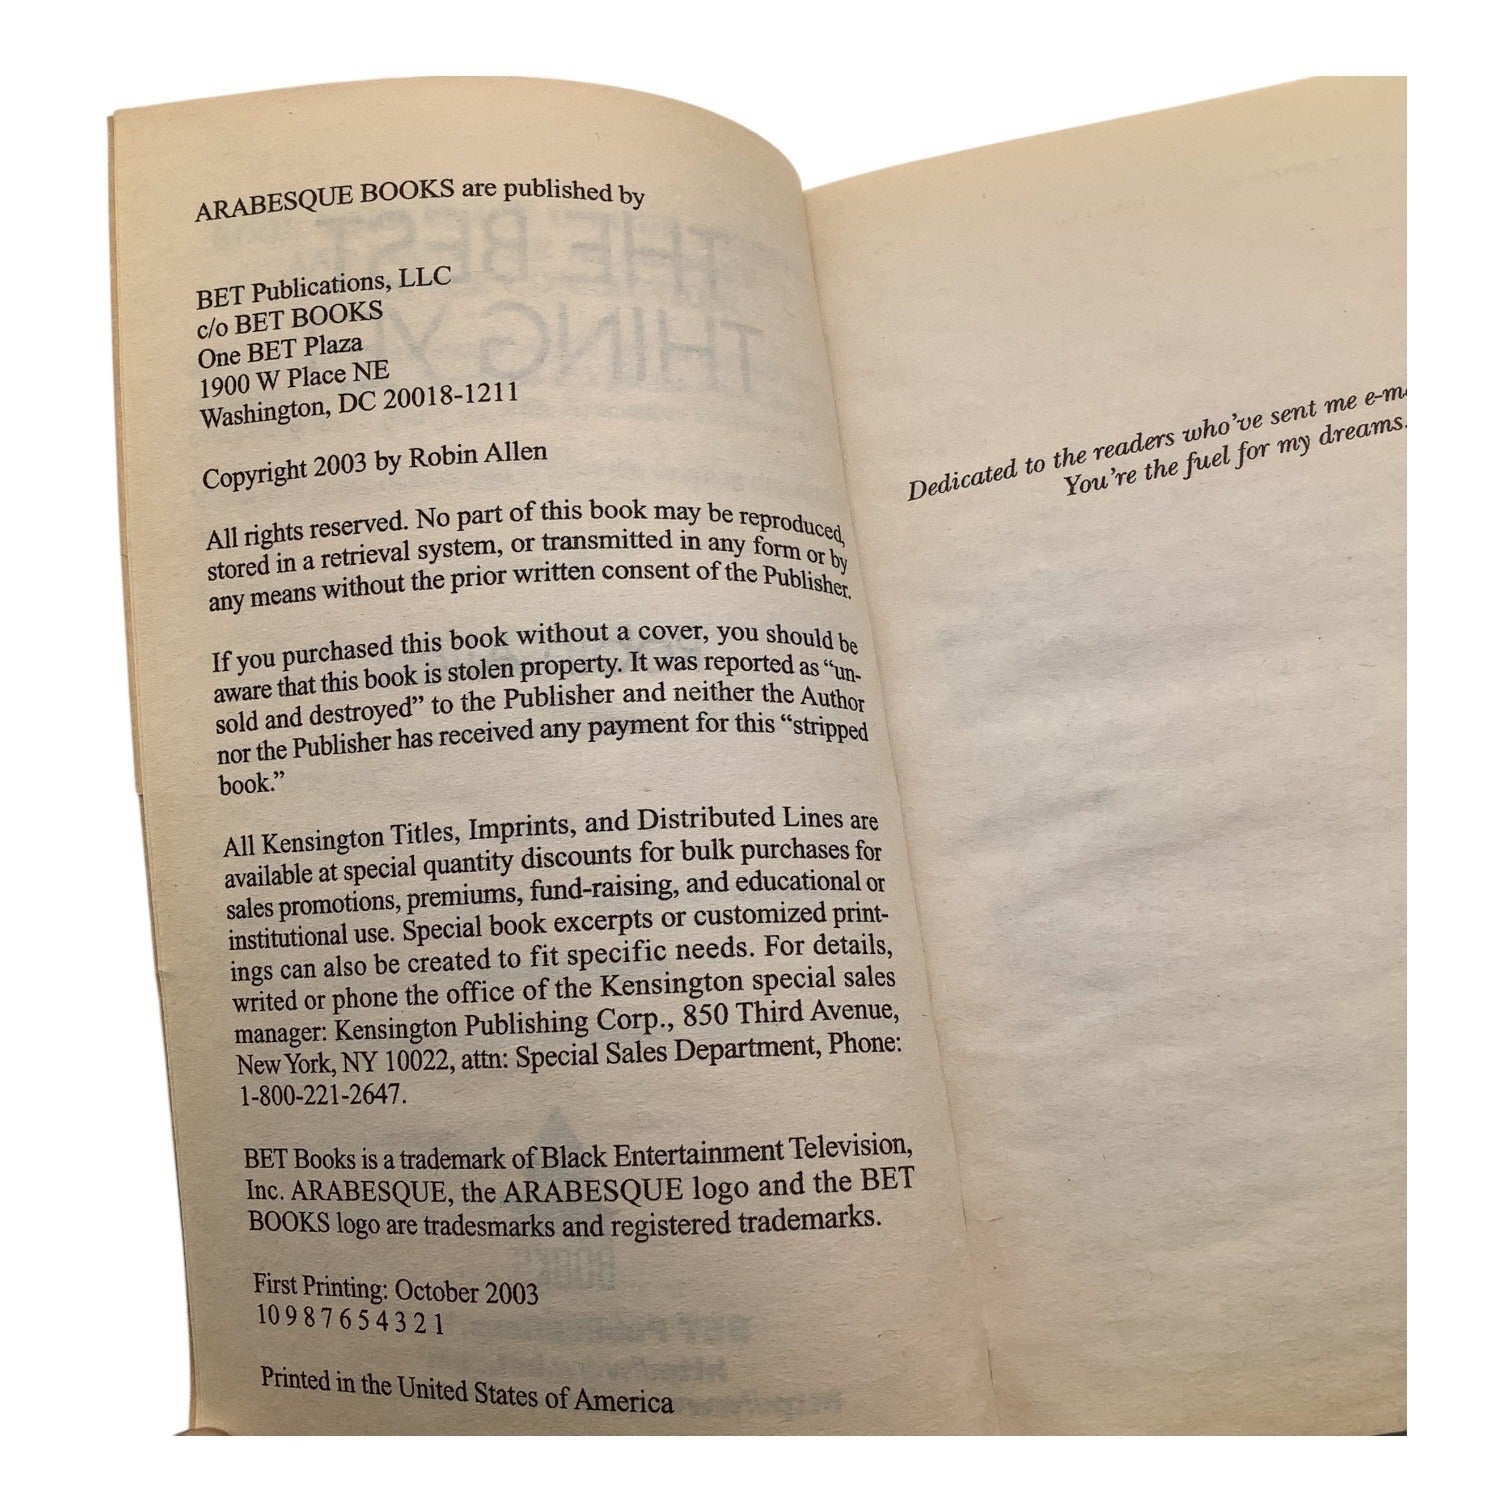 ARABESQUE BOOKS are published by
BET Publications, LLC
c/o BET BOOKS
One BET Plaza
1900 W Place NE
Washington, DC 20018-1211
Copyright 2003 by Robin Allen
All rights reserved. No part of this book may be reproduced,
stored in a retrieval system, or transmitted in any form or by
any means without the prior written consent of the Publisher.
If you purchased this book without a cover, you should be
aware that this book is stolen property. It was reported as “un-
sold and destroyed” to the Publisher and neither the Author
nor the Publisher has received any payment for this “stripped
book.”
All Kensington Titles, Imprints, and Distributed Lines are
available at special quantity discounts for bulk purchases for
sales promotions, premiums, fund-raising, and educational or
institutional use. Special book excerpts or customized print-
ings can also be created to fit specific needs. For details,
writed or phone the office of the Kensington special sales
manager: Kensington Publishing Corp., 850 Third Avenue,
New York, NY 10022, attn: Special Sales Department, Phone:
1-800-221-2647.
BET Books is a trademark of Black Entertainment Television,
Inc. ARABESQUE, the ARABESQUE logo and the BET
BOOKS logo are tradesmarks and registered trademarks.
First Printing: October 2003
10 9 8 7 6 5 4 3 2 1
Printed in the United States of America
Dedicated to the readers who’ve sent me
You’re the fuel for my dreams.